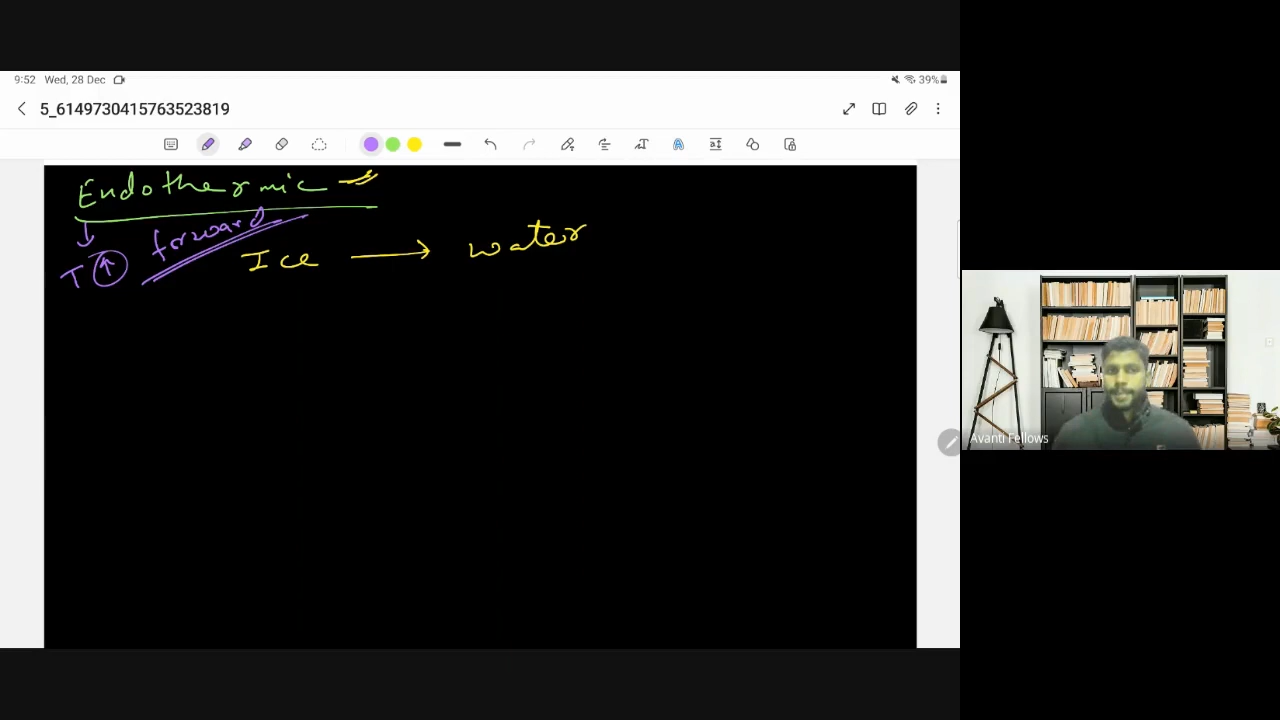 9:52 Wed, 28 Dec 39%
5_6149730415763523819
Endothermic
T ↑ forward
Ice → water
Avanti Fellows